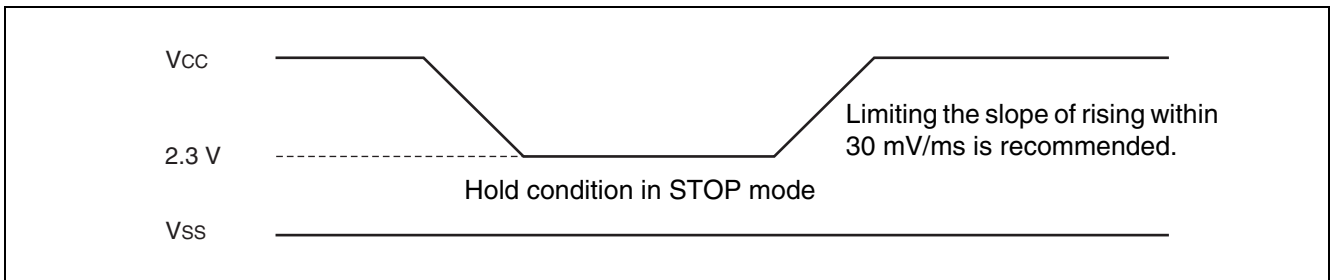 Vcc
Limiting the slope of rising within
30 mV/ms is recommended.
2.3 V
Hold condition in STOP mode
Vss